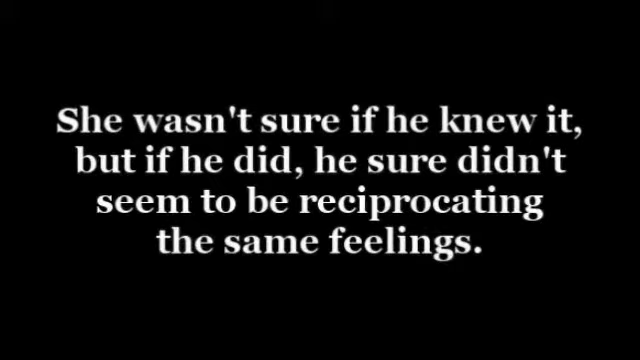 She wasn't sure if he knew it,
but if he did, he sure didn't
seem to be reciprocating
the same feelings.